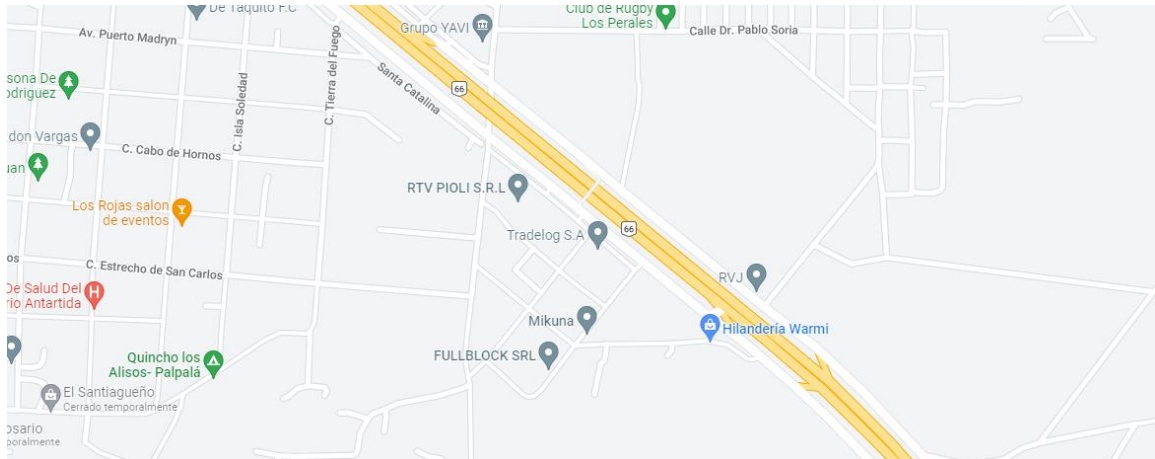 De Taquito F.C
Club de Rugby
Los Perales
Grupo YAVI
Calle Dr. Pablo Soria
Av. Puerto Madryn
Santa Catalina
C. Tierra del Fuego
C. Isla Soledad
66
sona De
odriguez
don Vargas
C. Cabo de Hornos
uan
RTV PIOLI S.R.L
Los Rojas salon
de eventos
66
Tradelog S.A
os
C. Estrecho de San Carlos
RVJ
De Salud Del
rio Antartida
H
Mikuna
Hilandería Warmi
FULLBLOCK SRL
Quincho los
Alisos- Palpalá
El Santiagueño
Cerrado temporalmente
osario
poralmente